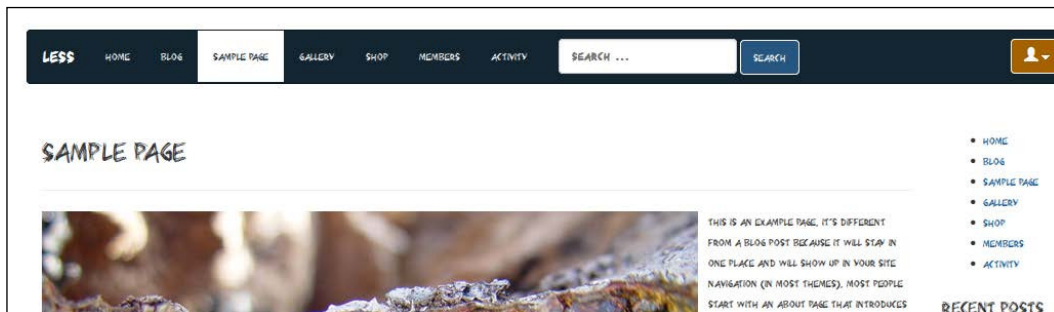 LESS HOME BLOG SAMPLE PAGE GALLERY SHOP MEMBERS ACTIVITY SEARCH ... SEARCH
SAMPLE PAGE
THIS IS AN EXAMPLE PAGE. IT'S DIFFERENT
FROM A BLOG POST BECAUSE IT WILL STAY IN
ONE PLACE AND WILL SHOW UP IN YOUR SITE
NAVIGATION (IN MOST THEMES). MOST PEOPLE
START WITH AN ABOUT PAGE THAT INTRODUCES
HOME
BLOG
SAMPLE PAGE
GALLERY
SHOP
MEMBERS
ACTIVITY
RECENT POSTS